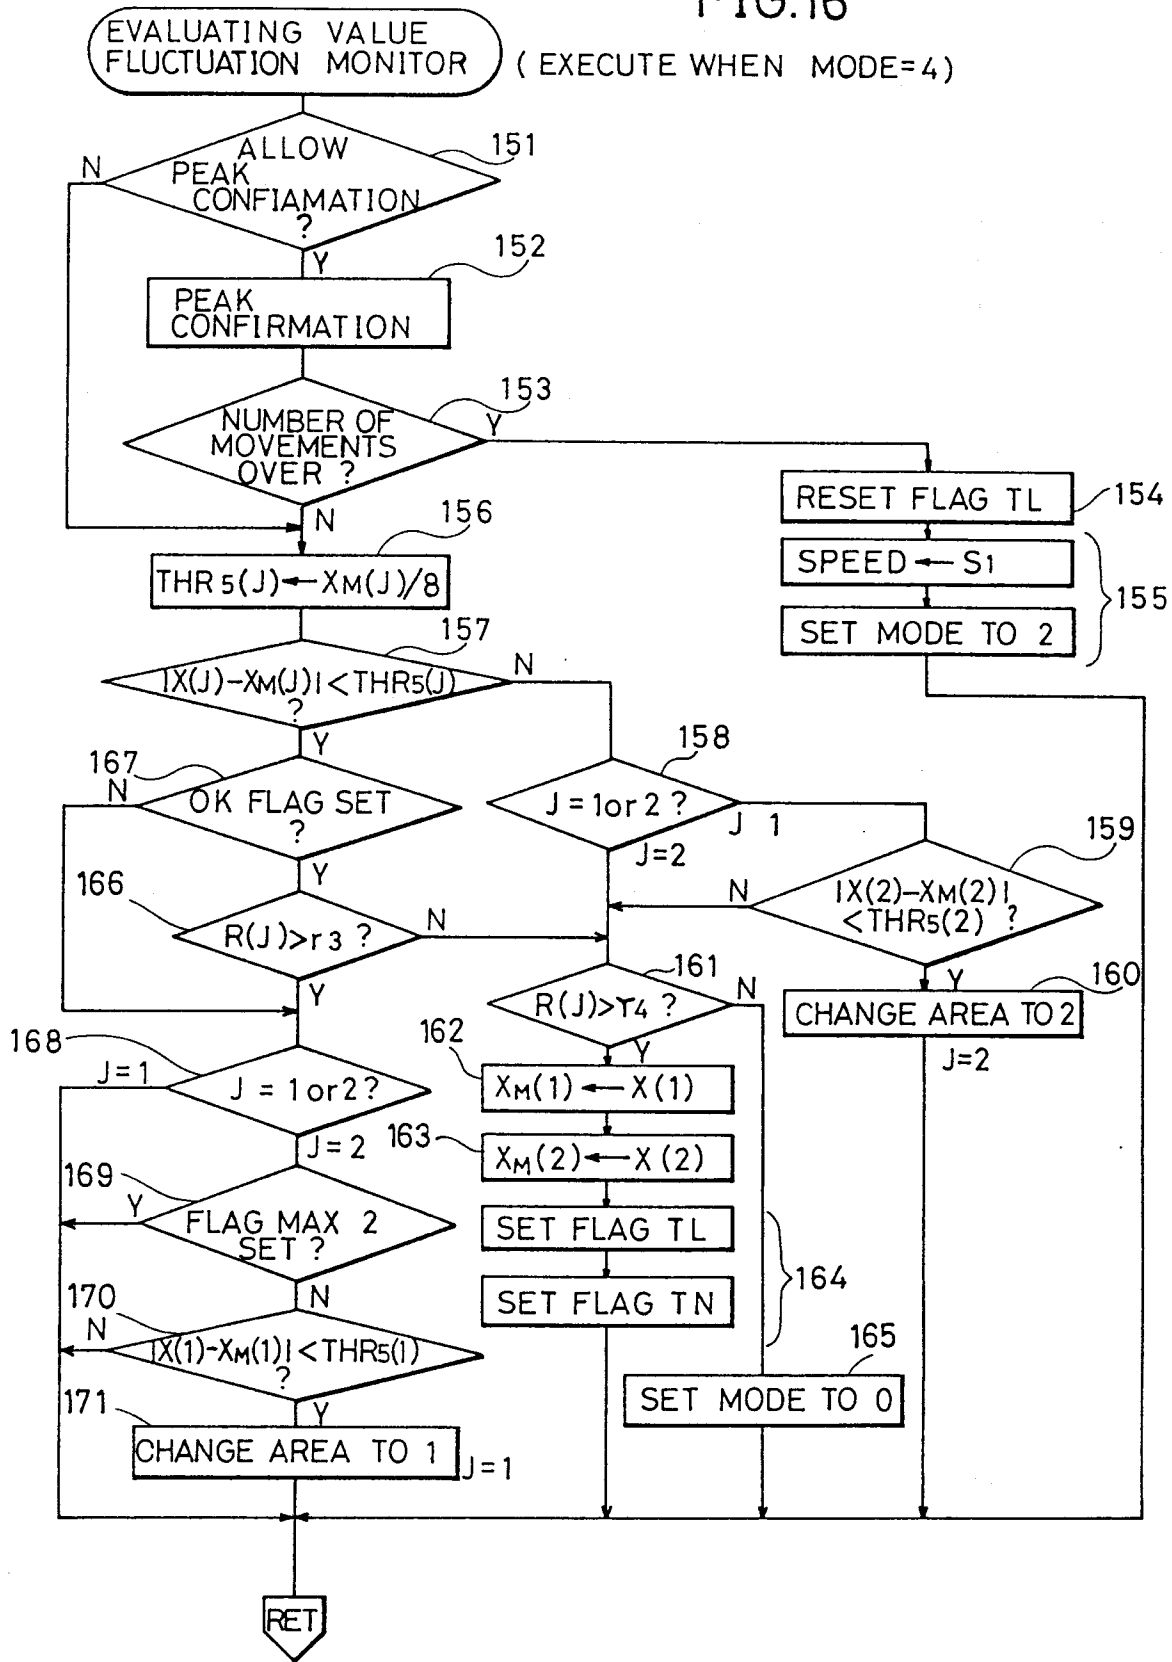 FIG.16
EVALUATING VALUE
FLUCTUATION MONITOR
(EXECUTE WHEN MODE=4)
151
N
ALLOW
PEAK
CONFIAMATION
?
Y
152
PEAK
CONFIRMATION
153
NUMBER OF
MOVEMENTS
OVER ?
Y
N
RESET FLAG TL
154
SPEED ← S1
155
SET MODE TO 2
156
THR5(J) ← XM(J)/8
157
|X(J)-XM(J)|<THR5(J)
?
N
Y
167
N
OK FLAG SET
?
Y
158
J=1or2 ?
J 1
J=2
159
N
|X(2)-XM(2)|
<THR5(2) ?
Y
160
CHANGE AREA TO 2
J=2
166
R(J)>r3 ?
N
Y
161
R(J)>r4 ?
N
Y
162
XM(1) ← X(1)
163
XM(2) ← X(2)
SET FLAG TL
SET FLAG TN
164
165
SET MODE TO 0
168
J=1
J = 1or2?
J=2
169
Y
FLAG MAX 2
SET ?
N
170
N
|X(1)-XM(1)|<THR5(1)
?
Y
171
CHANGE AREA TO 1
J=1
RET